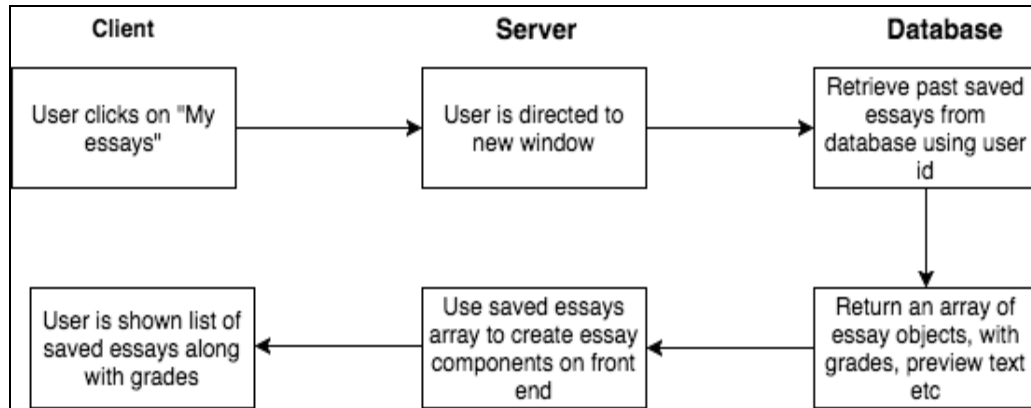 Client
Server
Database
User clicks on "My
essays"
User is directed to
new window
Retrieve past saved
essays from
database using user
id
User is shown list of
saved essays along
with grades
Use saved essays
array to create essay
components on front
end
Return an array of
essay objects, with
grades, preview text
etc